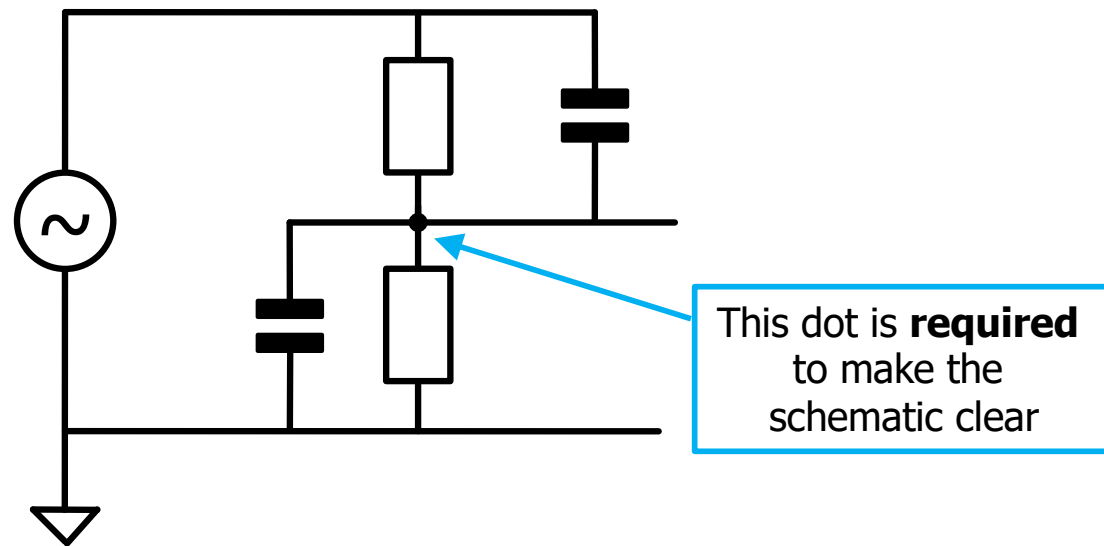 ~
This dot is required
to make the
schematic clear